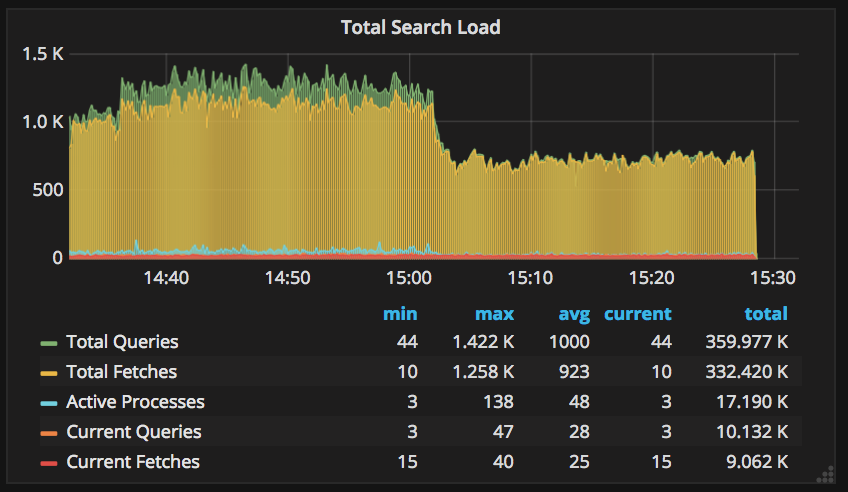 Total Search Load
1.5 K
1.0 K
500
0
14:40 14:50 15:00 15:10 15:20 15:30
min max avg current total
Total Queries 44 1.422 K 1000 44 359.977 K
Total Fetches 10 1.258 K 923 10 332.420 K
Active Processes 3 138 48 3 17.190 K
Current Queries 3 47 28 3 10.132 K
Current Fetches 15 40 25 15 9.062 K